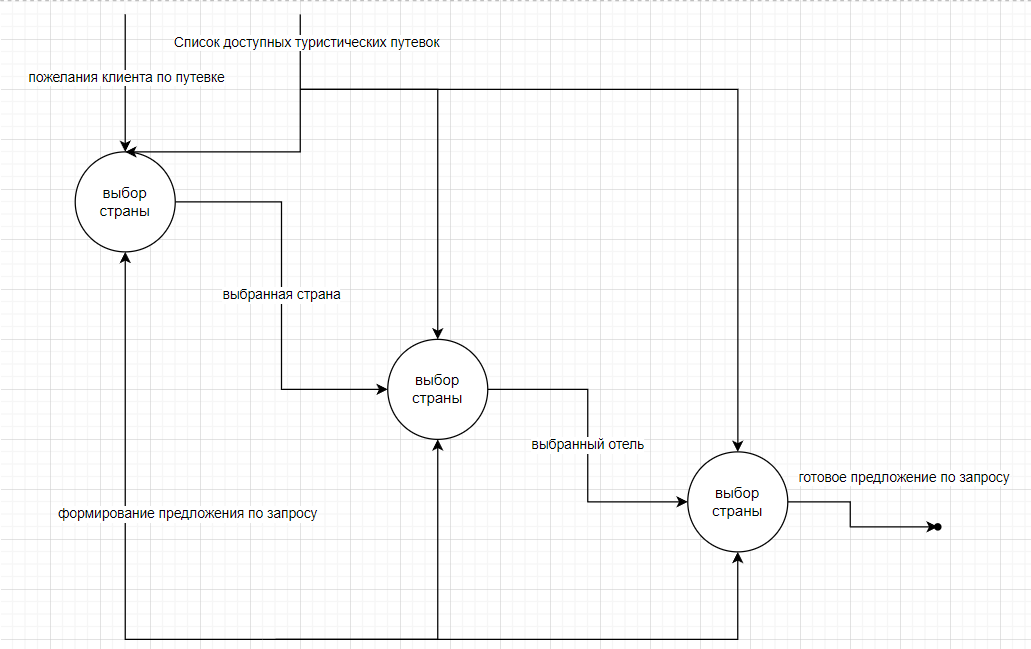 Список доступных туристических путевок
пожелания клиента по путевке
выбор
страны
выбранная страна
выбор
страны
выбранный отель
готовое предложение по запросу
выбор
страны
формирование предложения по запросу